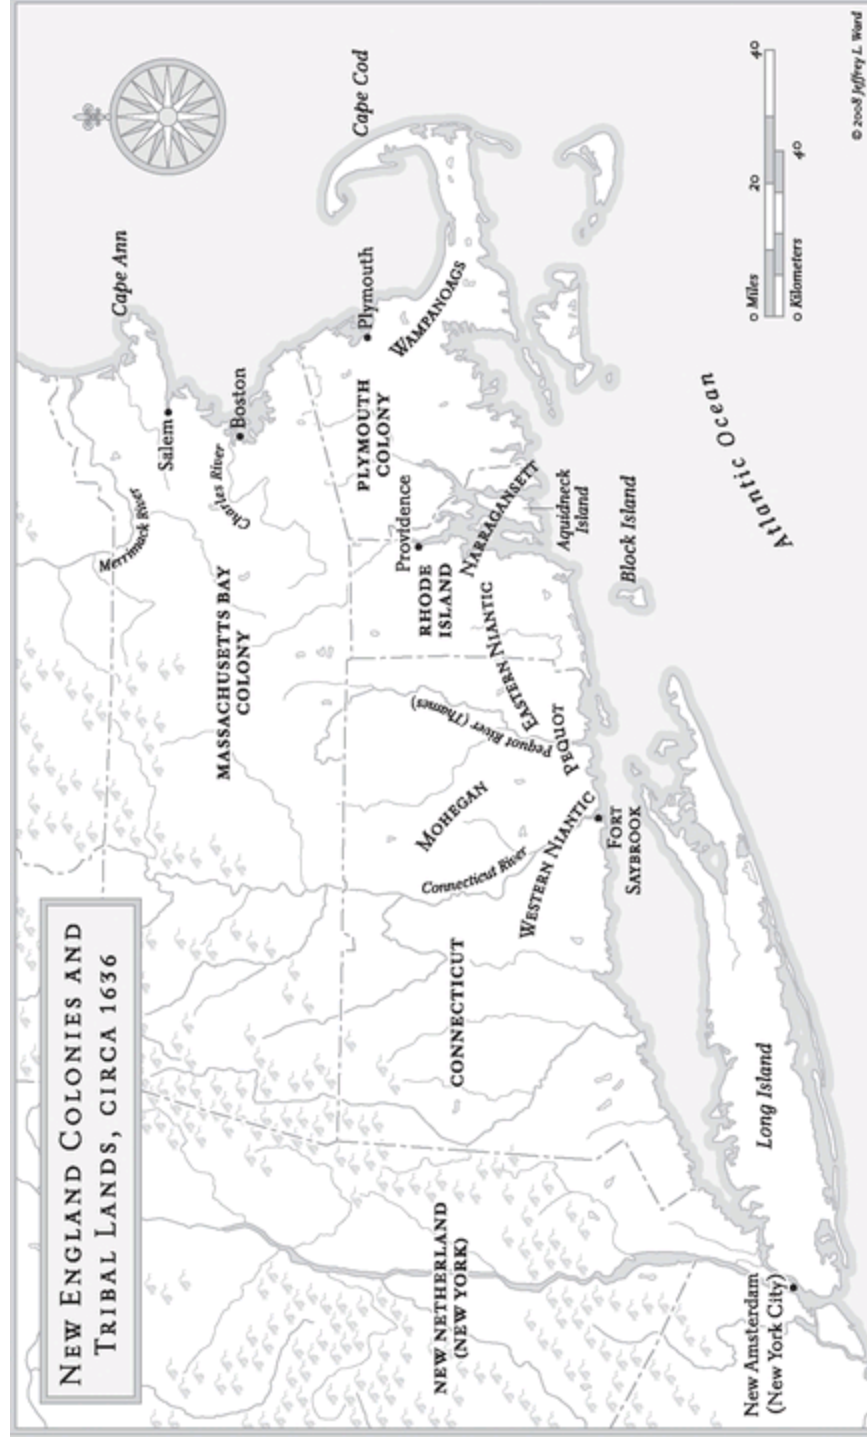 NEW ENGLAND COLONIES AND
TRIBAL LANDS, CIRCA 1636
Merrimack River
Cape Ann
Salem
Charles River
Boston
MASSACHUSETTS BAY
COLONY
Cape Cod
Plymouth
PLYMOUTH
COLONY
WAMPANOAGS
Providence
RHODE
ISLAND
NARRAGANSETT
Aquidneck
Island
Block Island
EASTERN NIANTIC
Pequot River (Thames)
PEQUOT
MOHEGAN
Connecticut River
WESTERN NIANTIC
FORT
SAYBROOK
CONNECTICUT
NEW NETHERLAND
(NEW YORK)
New Amsterdam
(New York City)
Long Island
Atlantic Ocean
0 Miles 20 40
0 Kilometers 40
© 2008 Jeffrey L. Ward